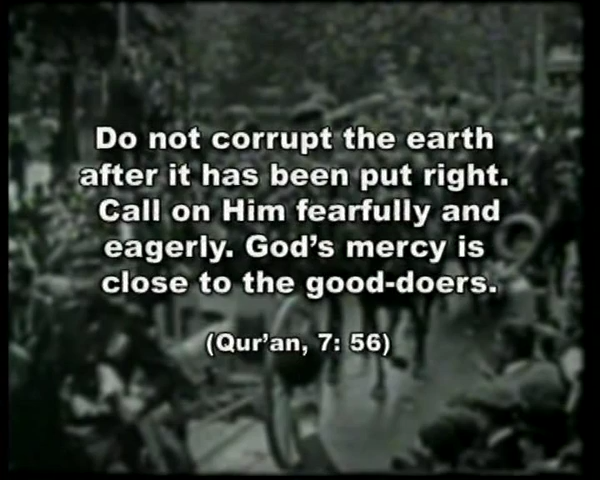 Do not corrupt the earth
after it has been put right.
Call on Him fearfully and
eagerly. God’s mercy is
close to the good-doers.
(Qur’an, 7: 56)